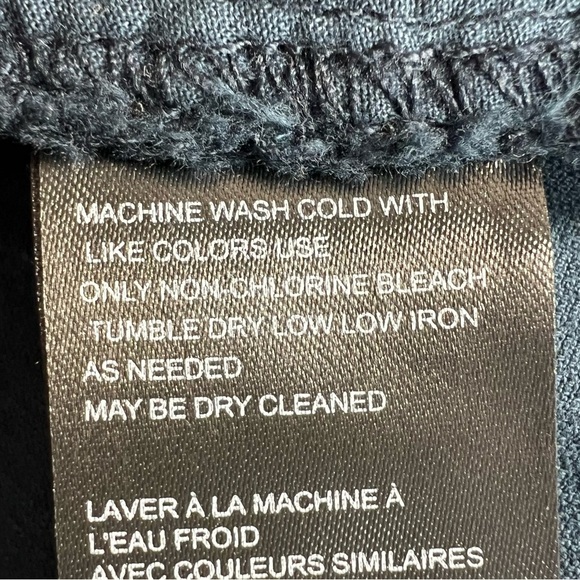 MACHINE WASH COLD WITH
LIKE COLORS USE
ONLY NON-CHLORINE BLEACH
TUMBLE DRY LOW LOW IRON
AS NEEDED
MAY BE DRY CLEANED
LAVER À LA MACHINE À
L'EAU FROID
AVEC COULEURS SIMILAIRES